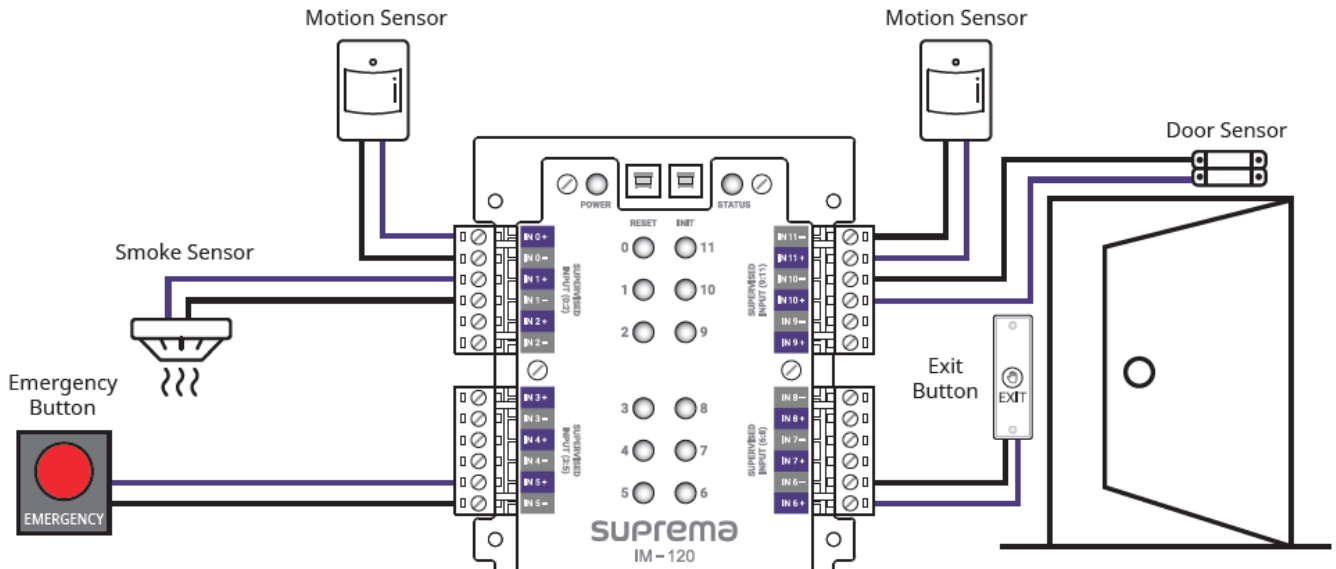 Motion Sensor
Motion Sensor
Door Sensor
Smoke Sensor
Emergency
Button
EMERGENCY
Exit
Button
EXIT
POWER
STATUS
RESET
INIT
0
11
1
10
2
9
3
8
4
7
5
6
IN 0+
IN 0−
IN 1+
IN 1−
IN 2+
IN 2−
SUPERVISED
INPUT (0:2)
IN 3+
IN 3−
IN 4+
IN 4−
IN 5+
IN 5−
SUPERVISED
INPUT (3:5)
IN 11−
IN 11+
IN 10−
IN 10+
IN 9−
IN 9+
SUPERVISED
INPUT (9:11)
IN 8−
IN 8+
IN 7−
IN 7+
IN 6−
IN 6+
SUPERVISED
INPUT (6:8)
suprema
IM−120